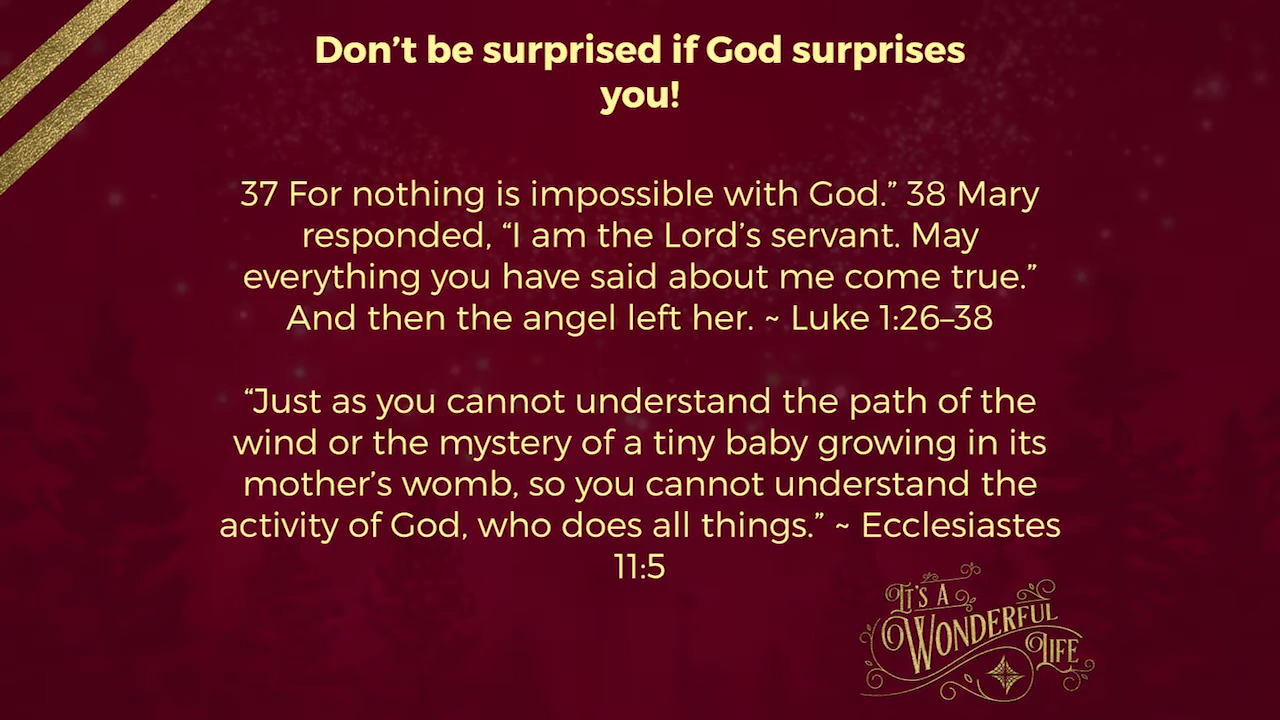 Don’t be surprised if God surprises
you!
37 For nothing is impossible with God.” 38 Mary
responded, “I am the Lord’s servant. May
everything you have said about me come true.”
And then the angel left her. ~ Luke 1:26–38
“Just as you cannot understand the path of the
wind or the mystery of a tiny baby growing in its
mother’s womb, so you cannot understand the
activity of God, who does all things.” ~ Ecclesiastes
11:5
It’s a
Wonderful
Life